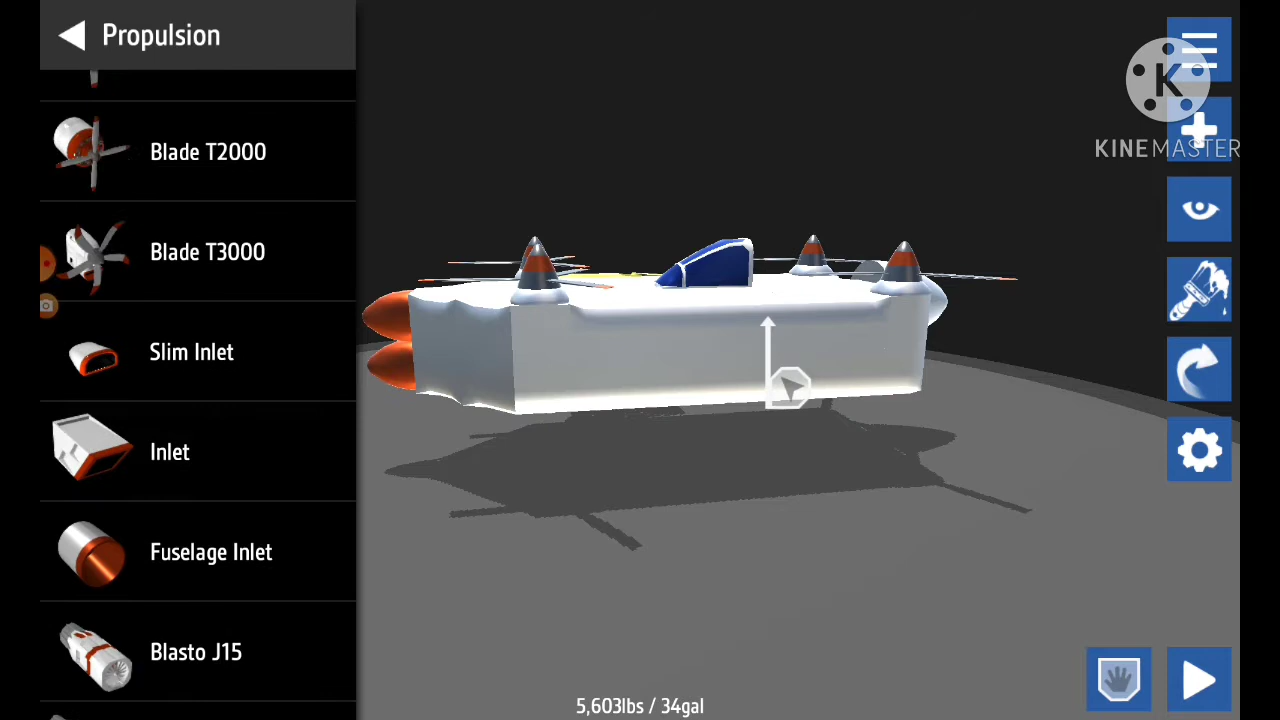 Propulsion
Blade T2000
Blade T3000
Slim Inlet
Inlet
Fuselage Inlet
Blasto J15
K
KINEMASTER
5,603lbs / 34gal